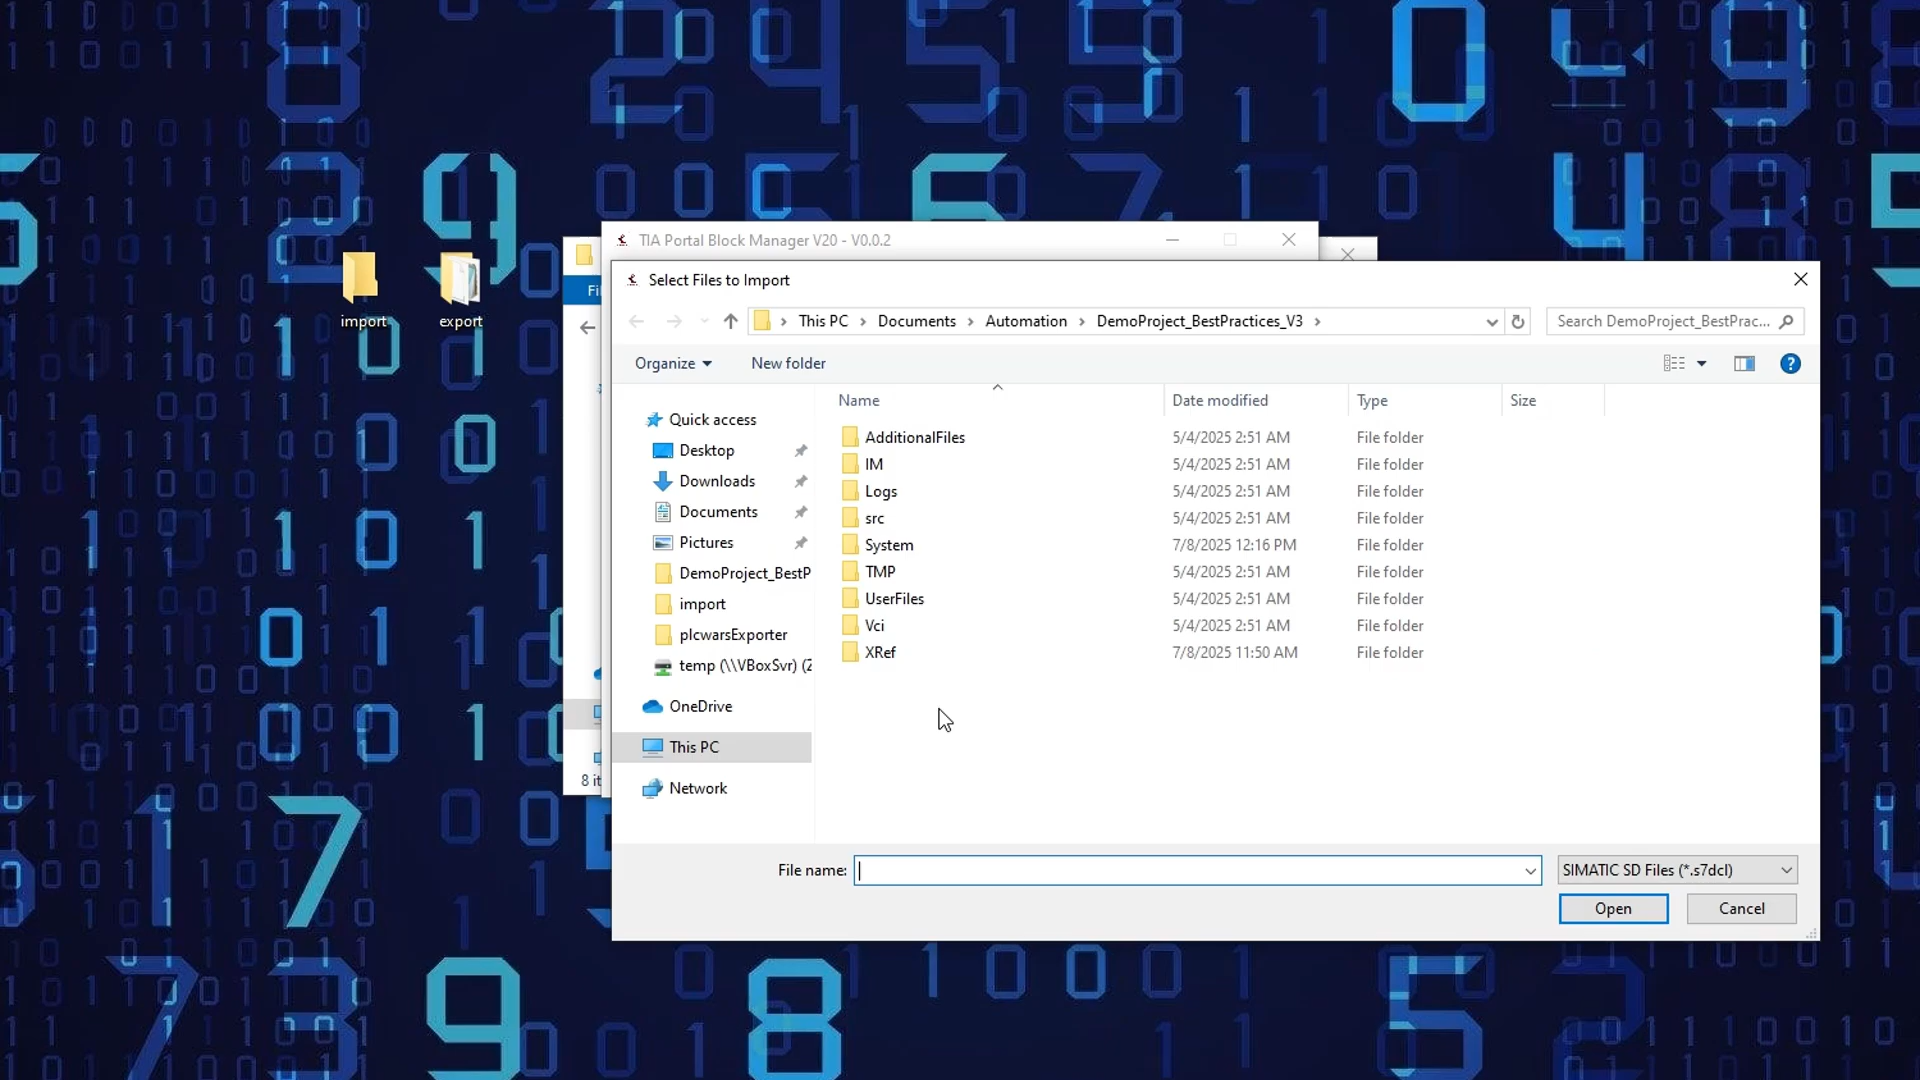 import
export
TIA Portal Block Manager V20 - V0.0.2
Select Files to Import
This PC > Documents > Automation > DemoProject_BestPractices_V3 >
Search DemoProject_BestPrac...
Organize
New folder
Name
Date modified
Type
Size
Quick access
Desktop
Downloads
Documents
Pictures
DemoProject_BestP
import
plcwarsExporter
temp (\\VBoxSvr) (Z
OneDrive
This PC
Network
AdditionalFiles 5/4/2025 2:51 AM File folder
IM 5/4/2025 2:51 AM File folder
Logs 5/4/2025 2:51 AM File folder
src 5/4/2025 2:51 AM File folder
System 7/8/2025 12:16 PM File folder
TMP 5/4/2025 2:51 AM File folder
UserFiles 5/4/2025 2:51 AM File folder
Vci 5/4/2025 2:51 AM File folder
XRef 7/8/2025 11:50 AM File folder
8 it
File name:
SIMATIC SD Files (*.s7dcl)
Open
Cancel